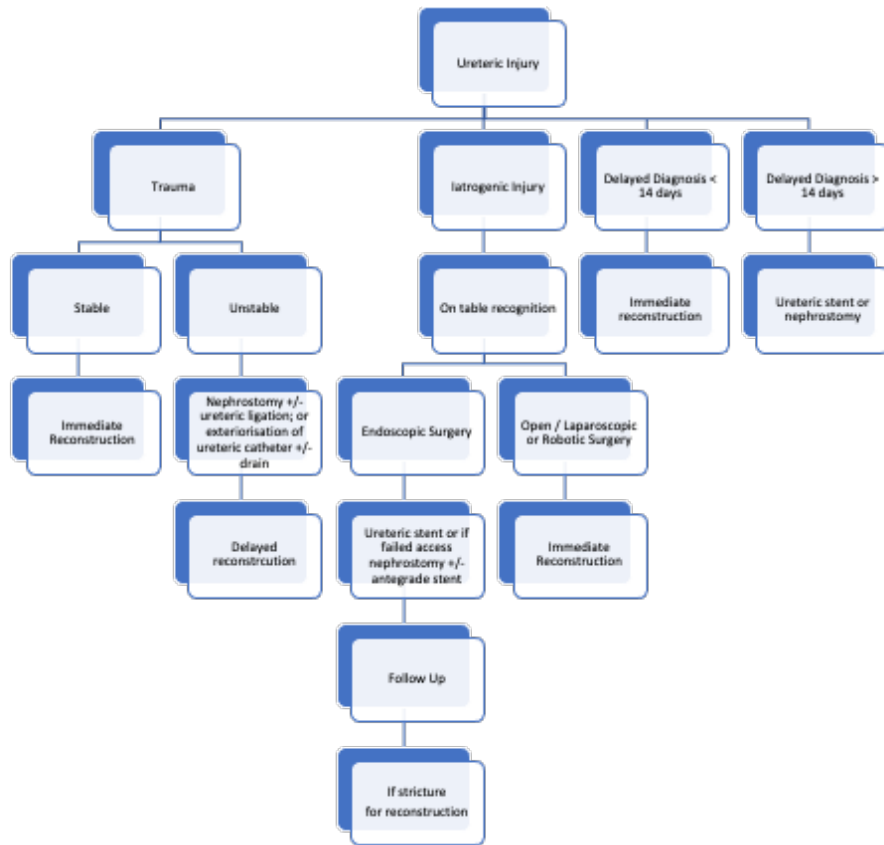 Ureteric Injury
Trauma
Iatrogenic Injury
Delayed Diagnosis <
14 days
Delayed Diagnosis >
14 days
Stable
Unstable
On table recognition
Immediate
reconstruction
Ureteric stent or
nephrostomy
Immediate
Reconstruction
Nephrostomy +/-
ureteric ligation; or
exteriorisation of
ureteric catheter +/-
drain
Endoscopic Surgery
Open / Laparoscopic
or Robotic Surgery
Delayed
reconstrcution
Ureteric stent or if
failed access
nephrostomy +/-
antegrade stent
Immediate
Reconstruction
Follow Up
If stricture
for reconstruction